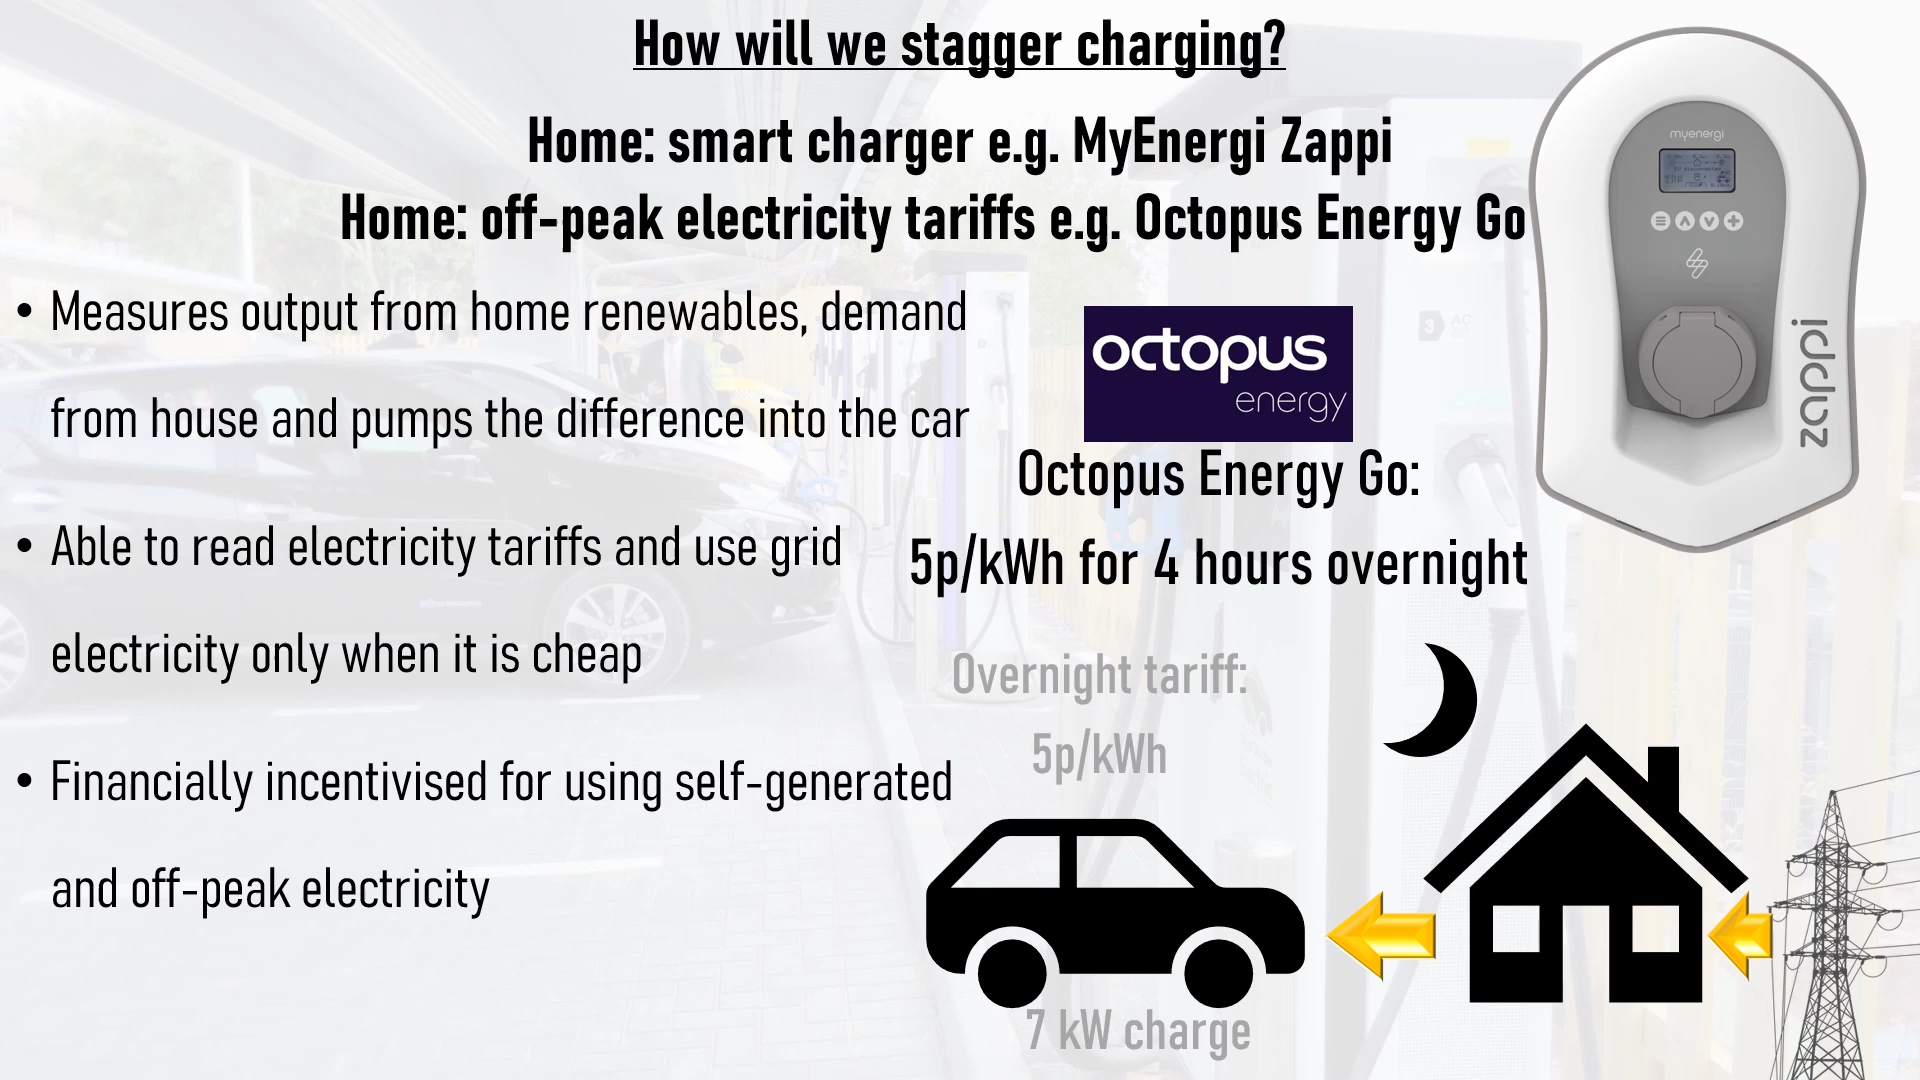 How will we stagger charging?
Home: smart charger e.g. MyEnergi Zappi
Home: off-peak electricity tariffs e.g. Octopus Energy Go
• Measures output from home renewables, demand
from house and pumps the difference into the car
• Able to read electricity tariffs and use grid
electricity only when it is cheap
• Financially incentivised for using self-generated
and off-peak electricity
octopus
energy
Octopus Energy Go:
5p/kWh for 4 hours overnight
Overnight tariff:
5p/kWh
7 kW charge
myenergi
zappi
3 AC